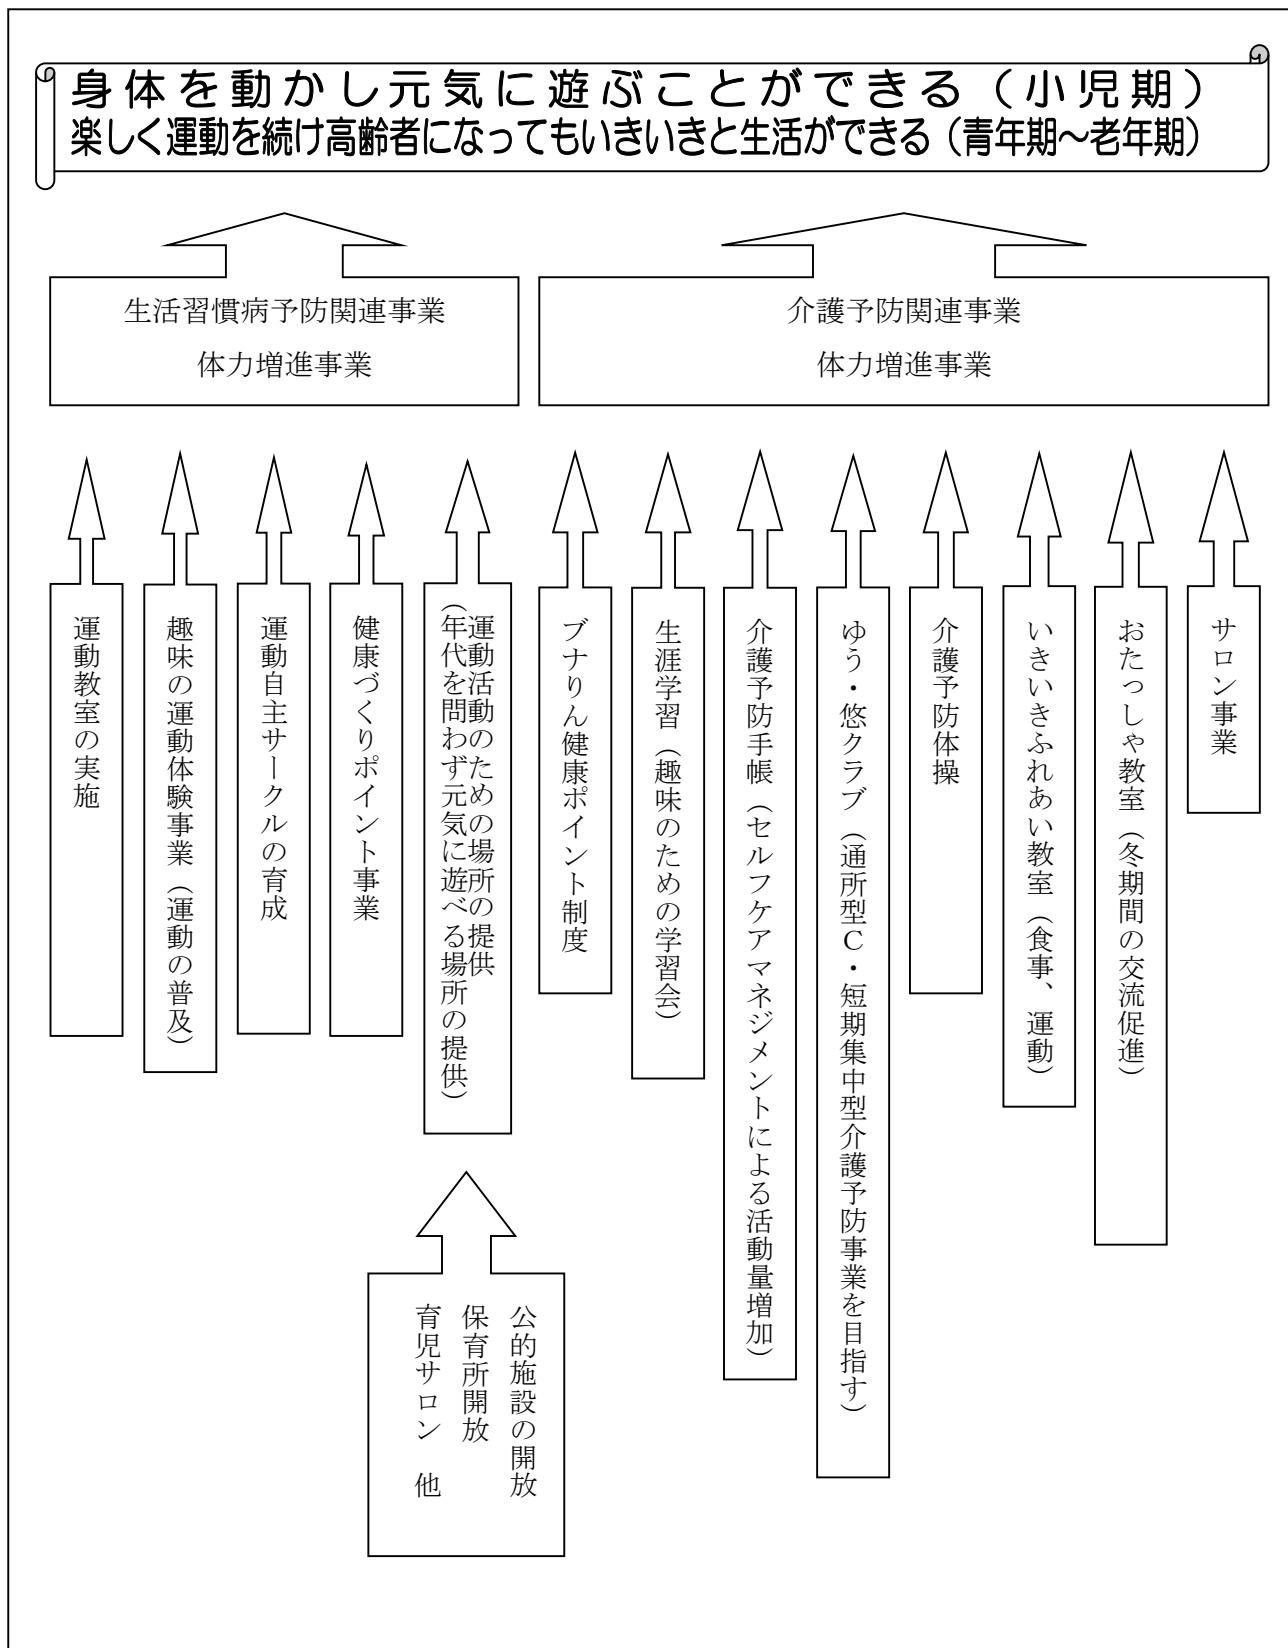 身体を動かし元気に遊ぶことができる（小児期）
楽しく運動を続け高齢者になってもいきいきと生活ができる（青年期～老年期）
生活習慣病予防関連事業
体力増進事業
介護予防関連事業
体力増進事業
運動教室の実施
趣味の運動体験事業（運動の普及）
運動自主サークルの育成
健康づくりポイント事業
運動活動のための場所の提供
（年代を問わず元気に遊べる場所の提供）
ブナりん健康ポイント制度
生涯学習（趣味のための学習会）
介護予防手帳（セルフケアマネジメントによる活動量増加）
ゆう・悠クラブ（通所型Ｃ・短期集中型介護予防事業を目指す）
介護予防体操
いきいきふれあい教室（食事、運動）
おたっしゃ教室（冬期間の交流促進）
サロン事業
公的施設の開放
保育所開放
育児サロン　他